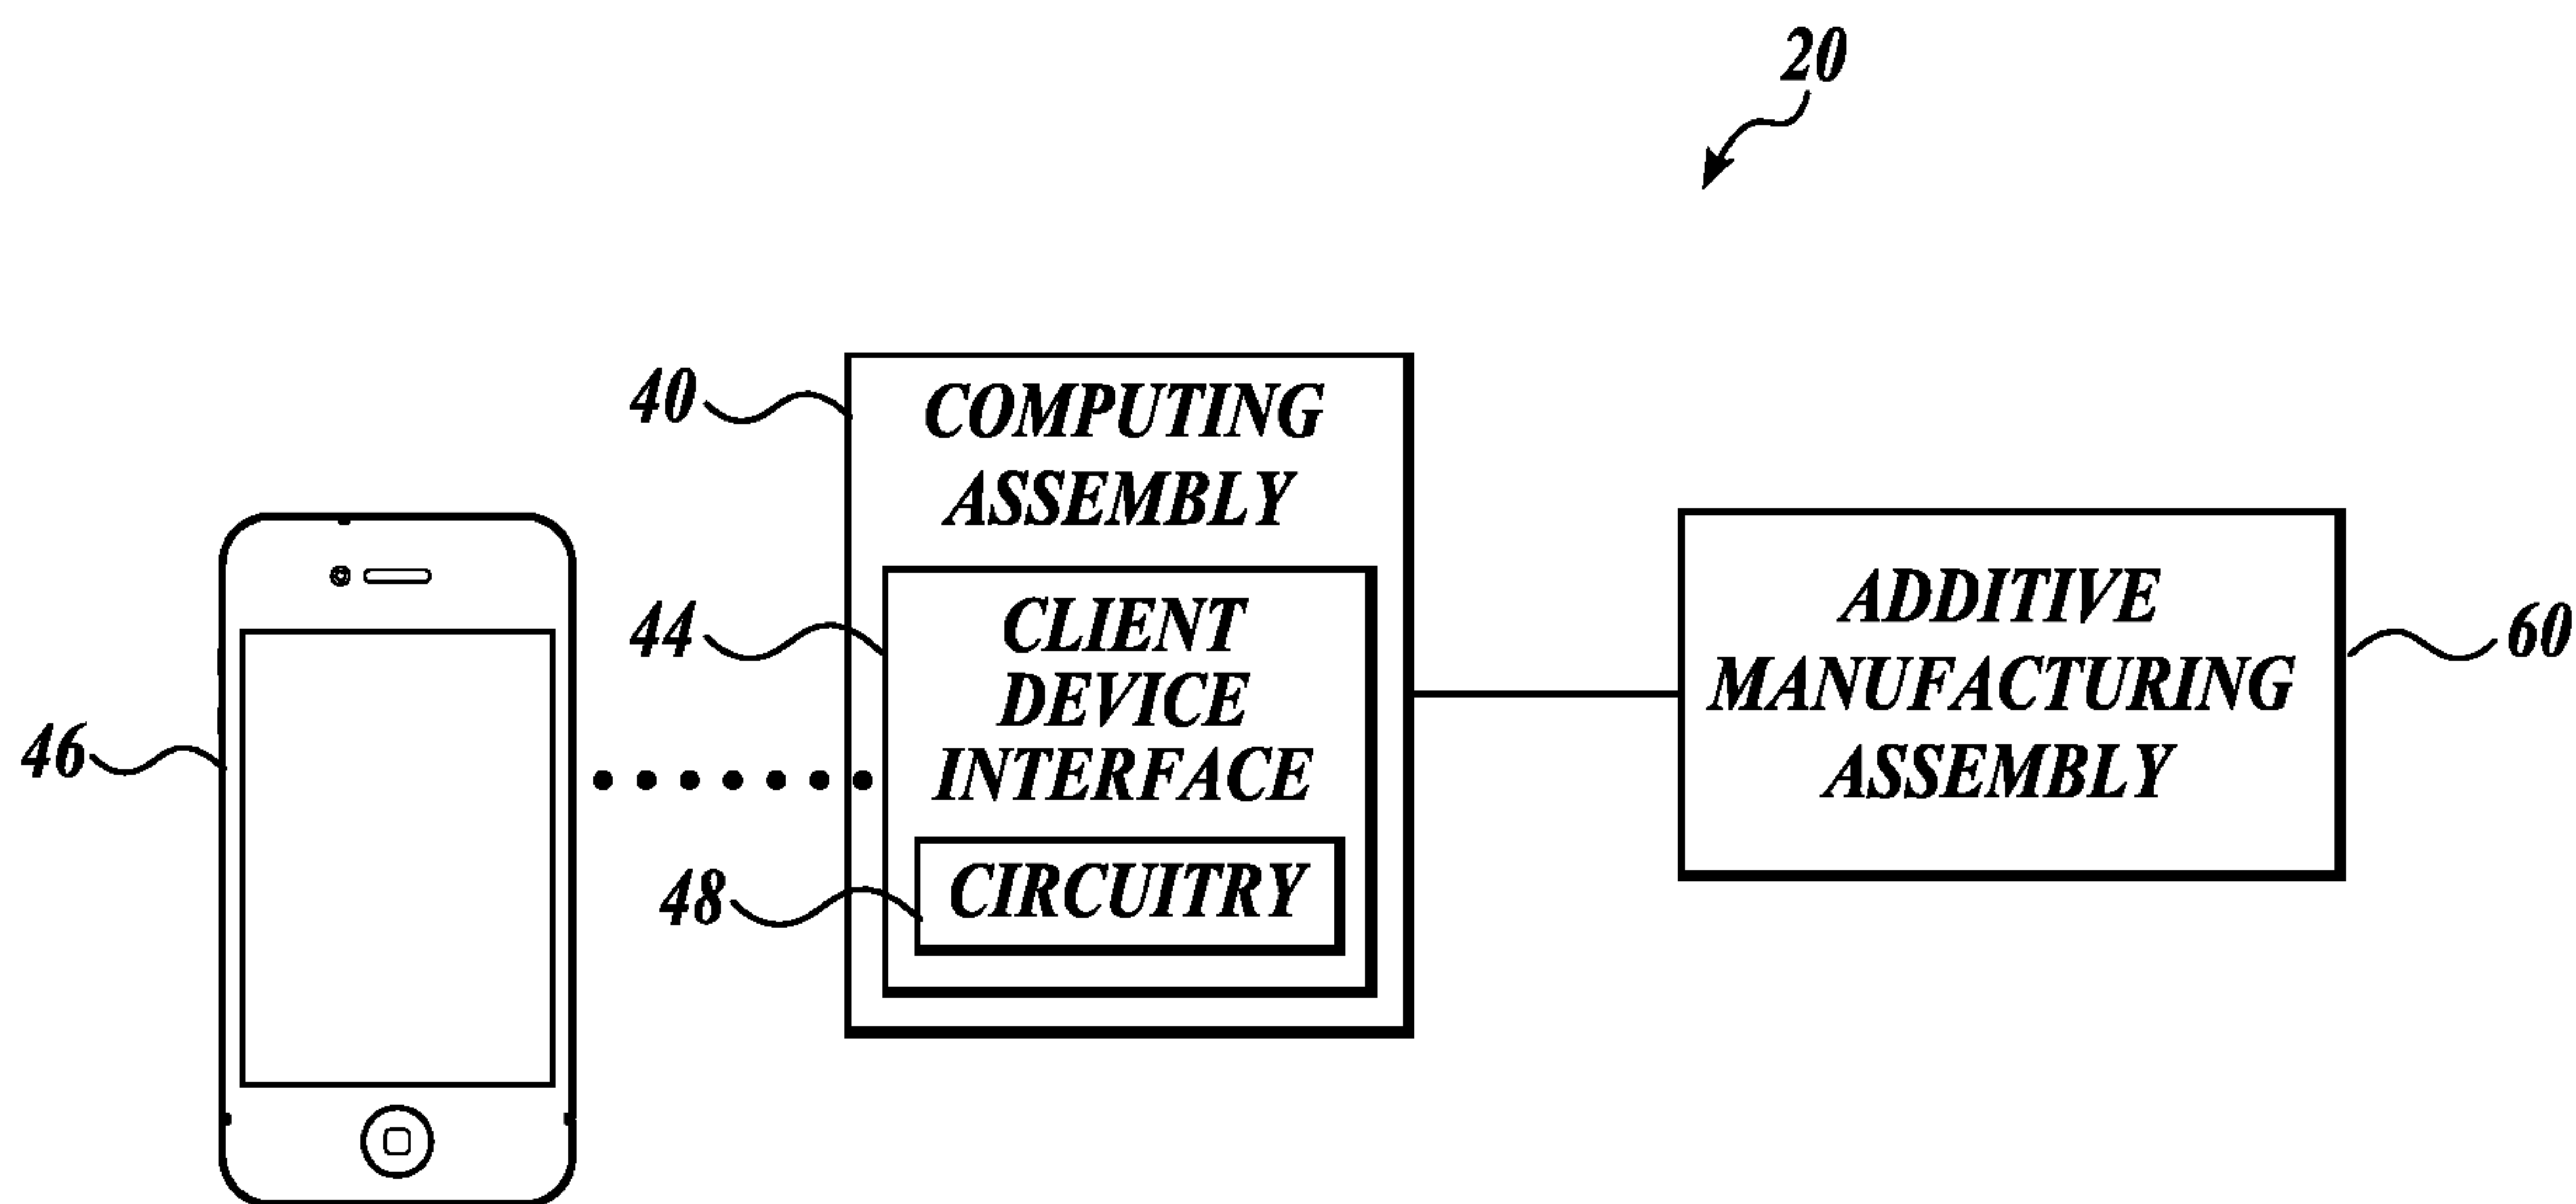 20
40
COMPUTING
ASSEMBLY
44
CLIENT
DEVICE
INTERFACE
46
48
CIRCUITRY
ADDITIVE
MANUFACTURING
ASSEMBLY
60